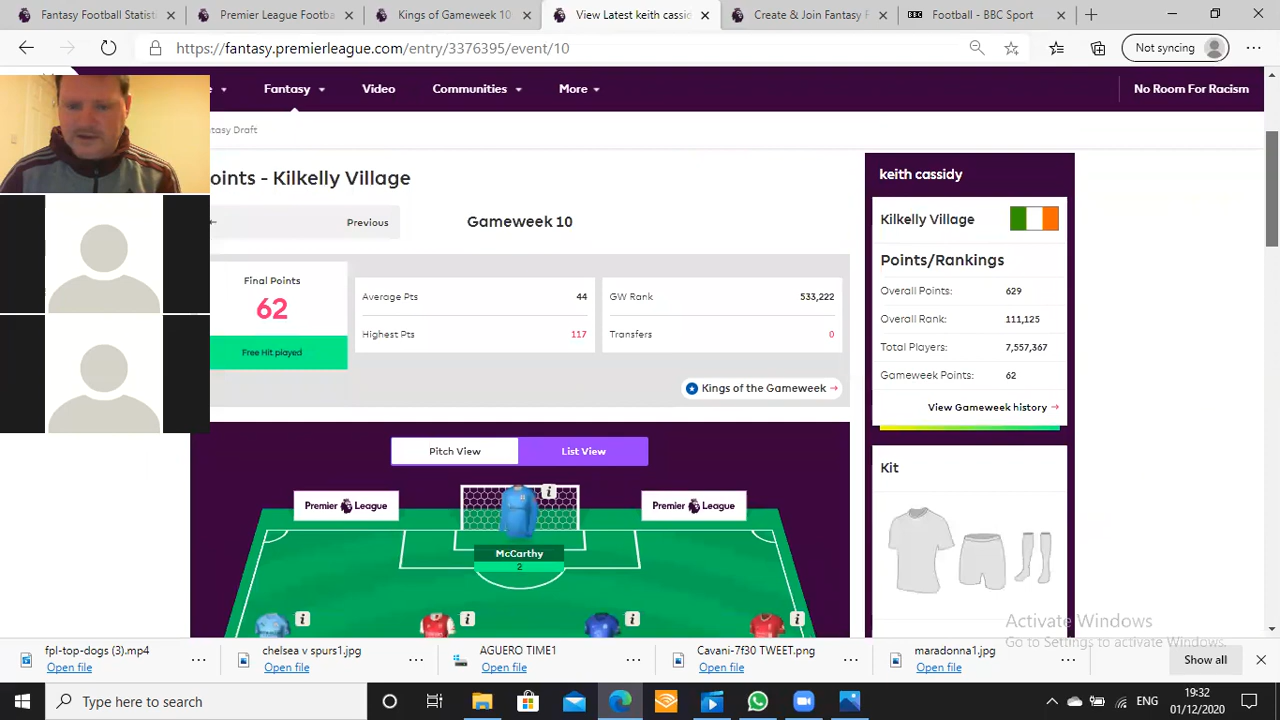 Football Statist
Premier League
Kings of Gamewee
View Latest keith cassi
Create & Join Fantasy F
BBC Football - BBC Sport
https://fantasy.premierleague.com/entry/3376395/event/10
Not syncing
Fantasy Video Communities More No Room For Racism
tasy Draft
oints - Kilkelly Village
Previous
Gameweek 10
Final Points
62
Free Hit played
Average Pts 44
Highest Pts 117
GW Rank 533,222
Transfers 0
Kings of the Gameweek
Pitch View List View
Premier League Premier League
McCarthy
2
keith cassidy
Kilkelly Village
Points/Rankings
Overall Points: 629
Overall Rank: 111,125
Total Players: 7,557,367
Gameweek Points: 62
View Gameweek history
Kit
Activate Windows
Go to Settings to activate Windows.
fpl-top-dogs (3).mp4
Open file
chelsea v spurs1.jpg
Open file
AGUERO TIME1
Open file
Cavani-7f30 TWEET.png
Open file
maradonna1.jpg
Open file
Show all
Type here to search
ENG
19:32
01/12/2020